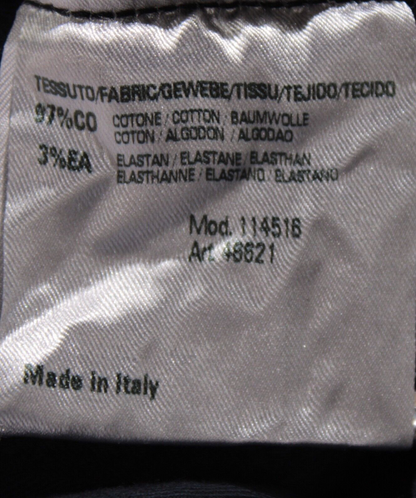 TESSUTO/FABRIC/GEWEBE/TISSU/TEJIDO/TECIDO
97%CO COTONE / COTTON / BAUMWOLLE
COTON / ALGODON / ALGODAO
3%EA ELASTAN / ELASTANE / ELASTHAN
ELASTHANNE / ELASTANO / ELASTANO
Mod. 114516
Art. 46621
Made in Italy